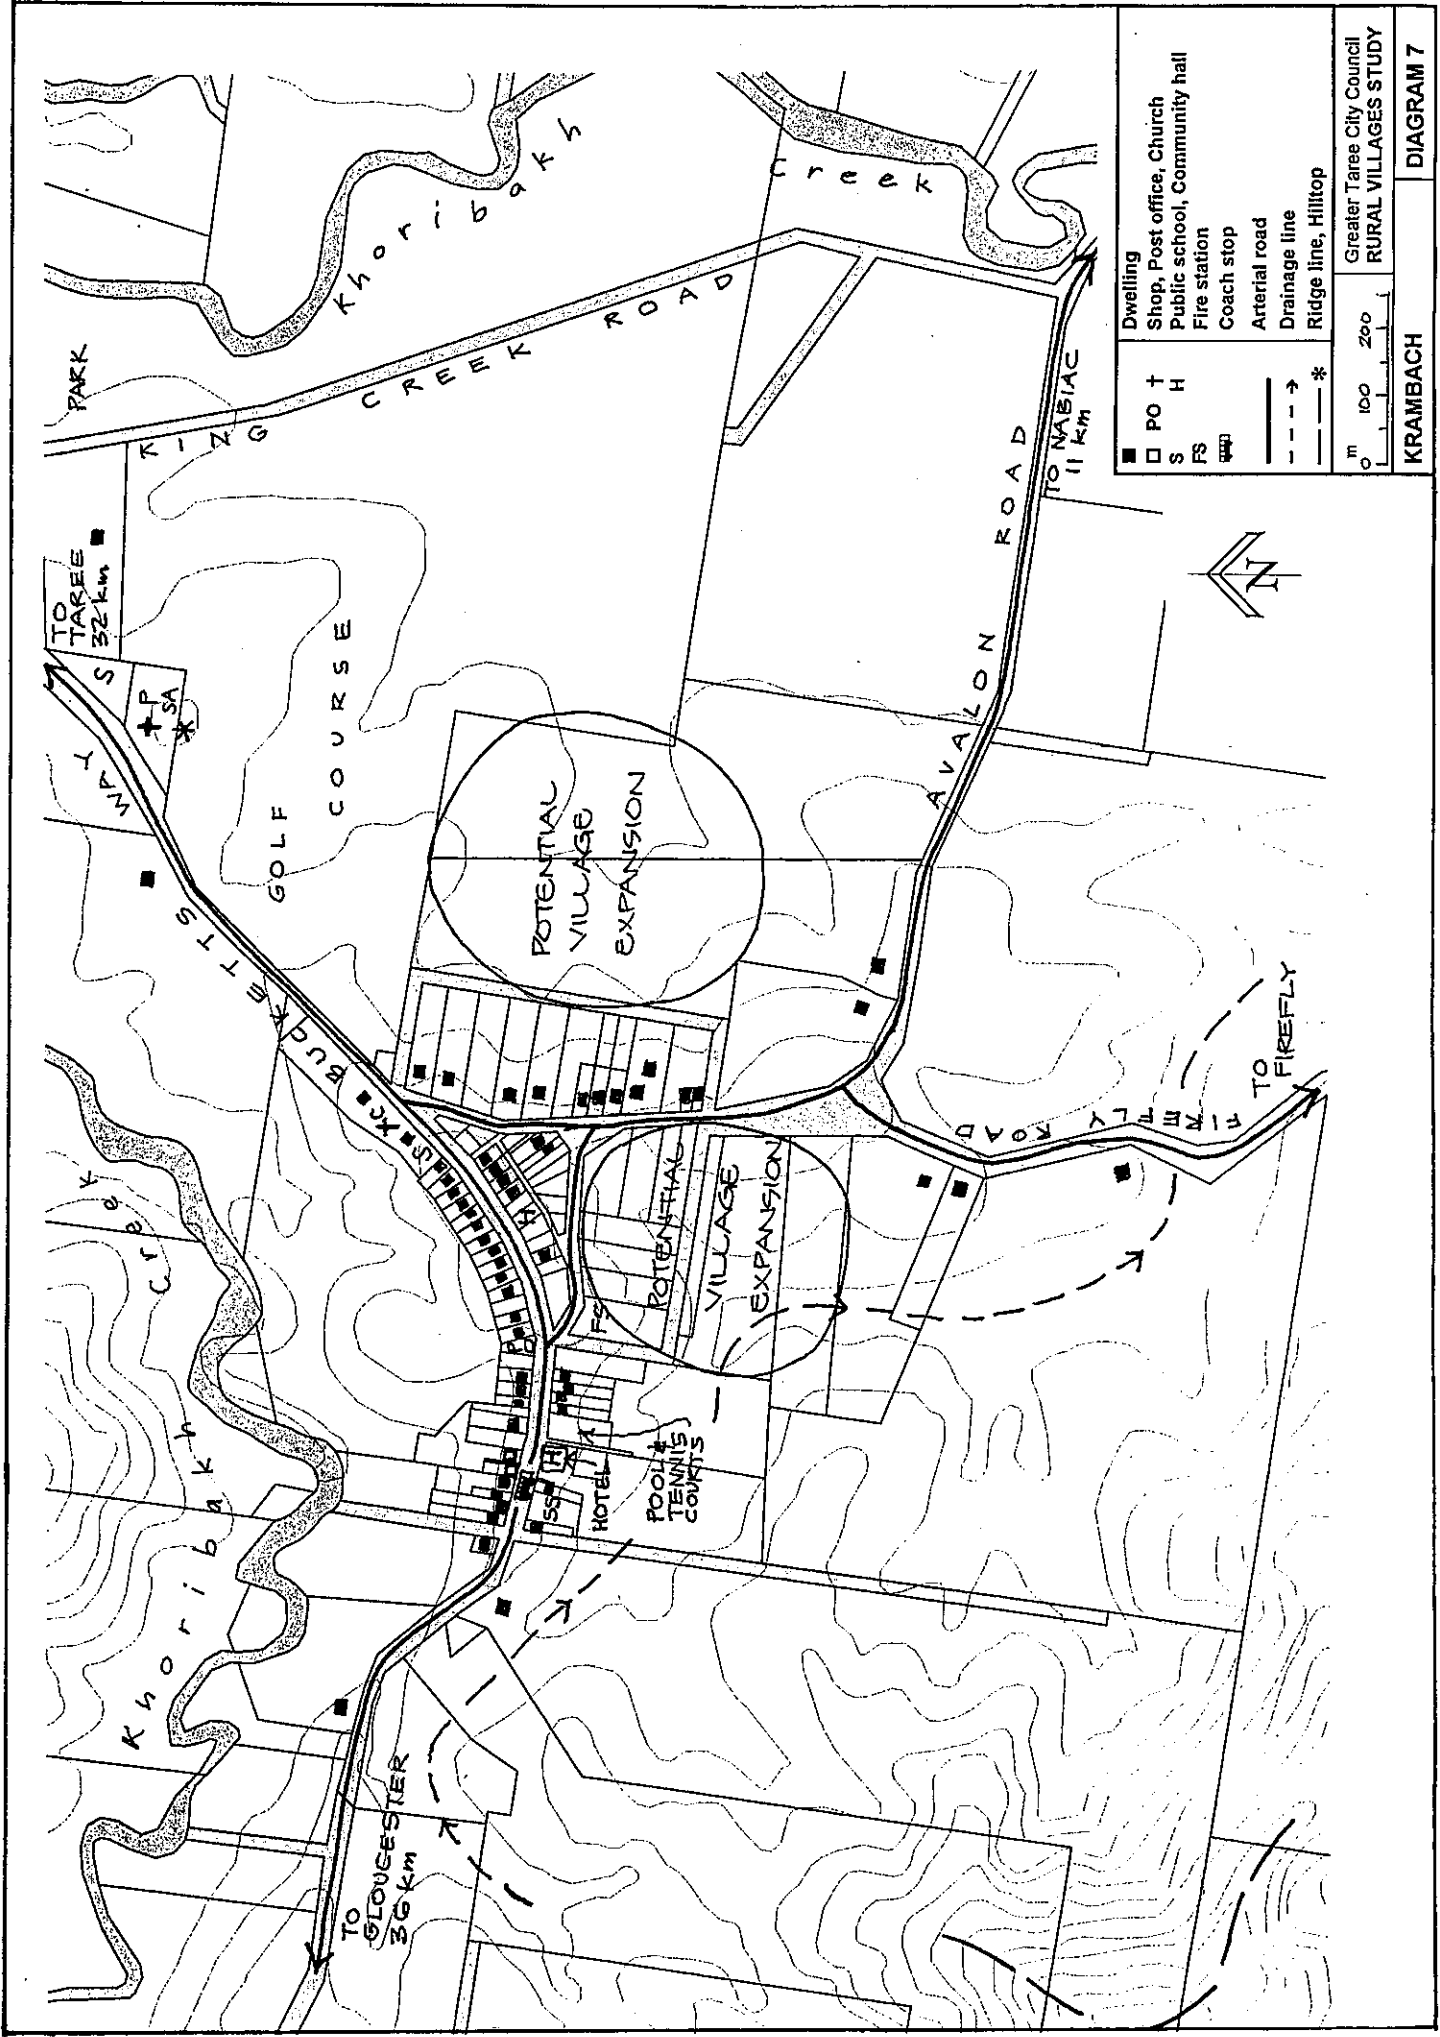 Khoribakh
Creek
Khoribakh
Creek
PARK
KING
CREEK ROAD
TO
TAREE
32 km
BUCKETTS
WAY
S
P
SA
GOLF
COURSE
POTENTIAL
VILLAGE
EXPANSION
POTENTIAL
VILLAGE
EXPANSION
AVALON ROAD
TO NABIAC
11 km
FIREFLY
ROAD
TO
FIREFLY
H
FS
PO
H
SS
HOTEL
POOL &
TENNIS
COURTS
TO
GLOUCESTER
36 km
N
Dwelling
□ PO † Shop, Post office, Church
S H Public school, Community hall
FS Fire station
Coach stop
Arterial road
Drainage line
* Ridge line, Hilltop
0 m 100 200
Greater Taree City Council
RURAL VILLAGES STUDY
KRAMBACH
DIAGRAM 7